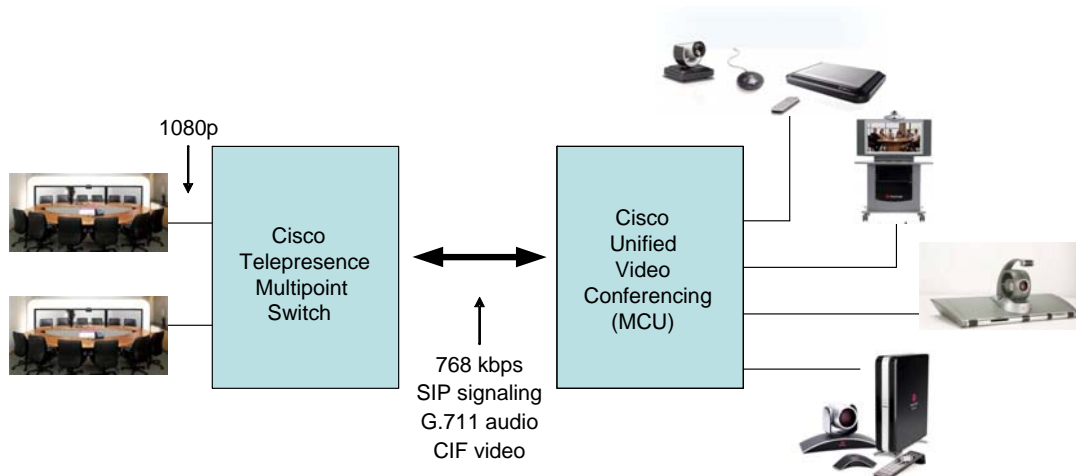 1080p
Cisco
Telepresence
Multipoint
Switch
768 kbps
SIP signaling
G.711 audio
CIF video
Cisco
Unified
Video
Conferencing
(MCU)